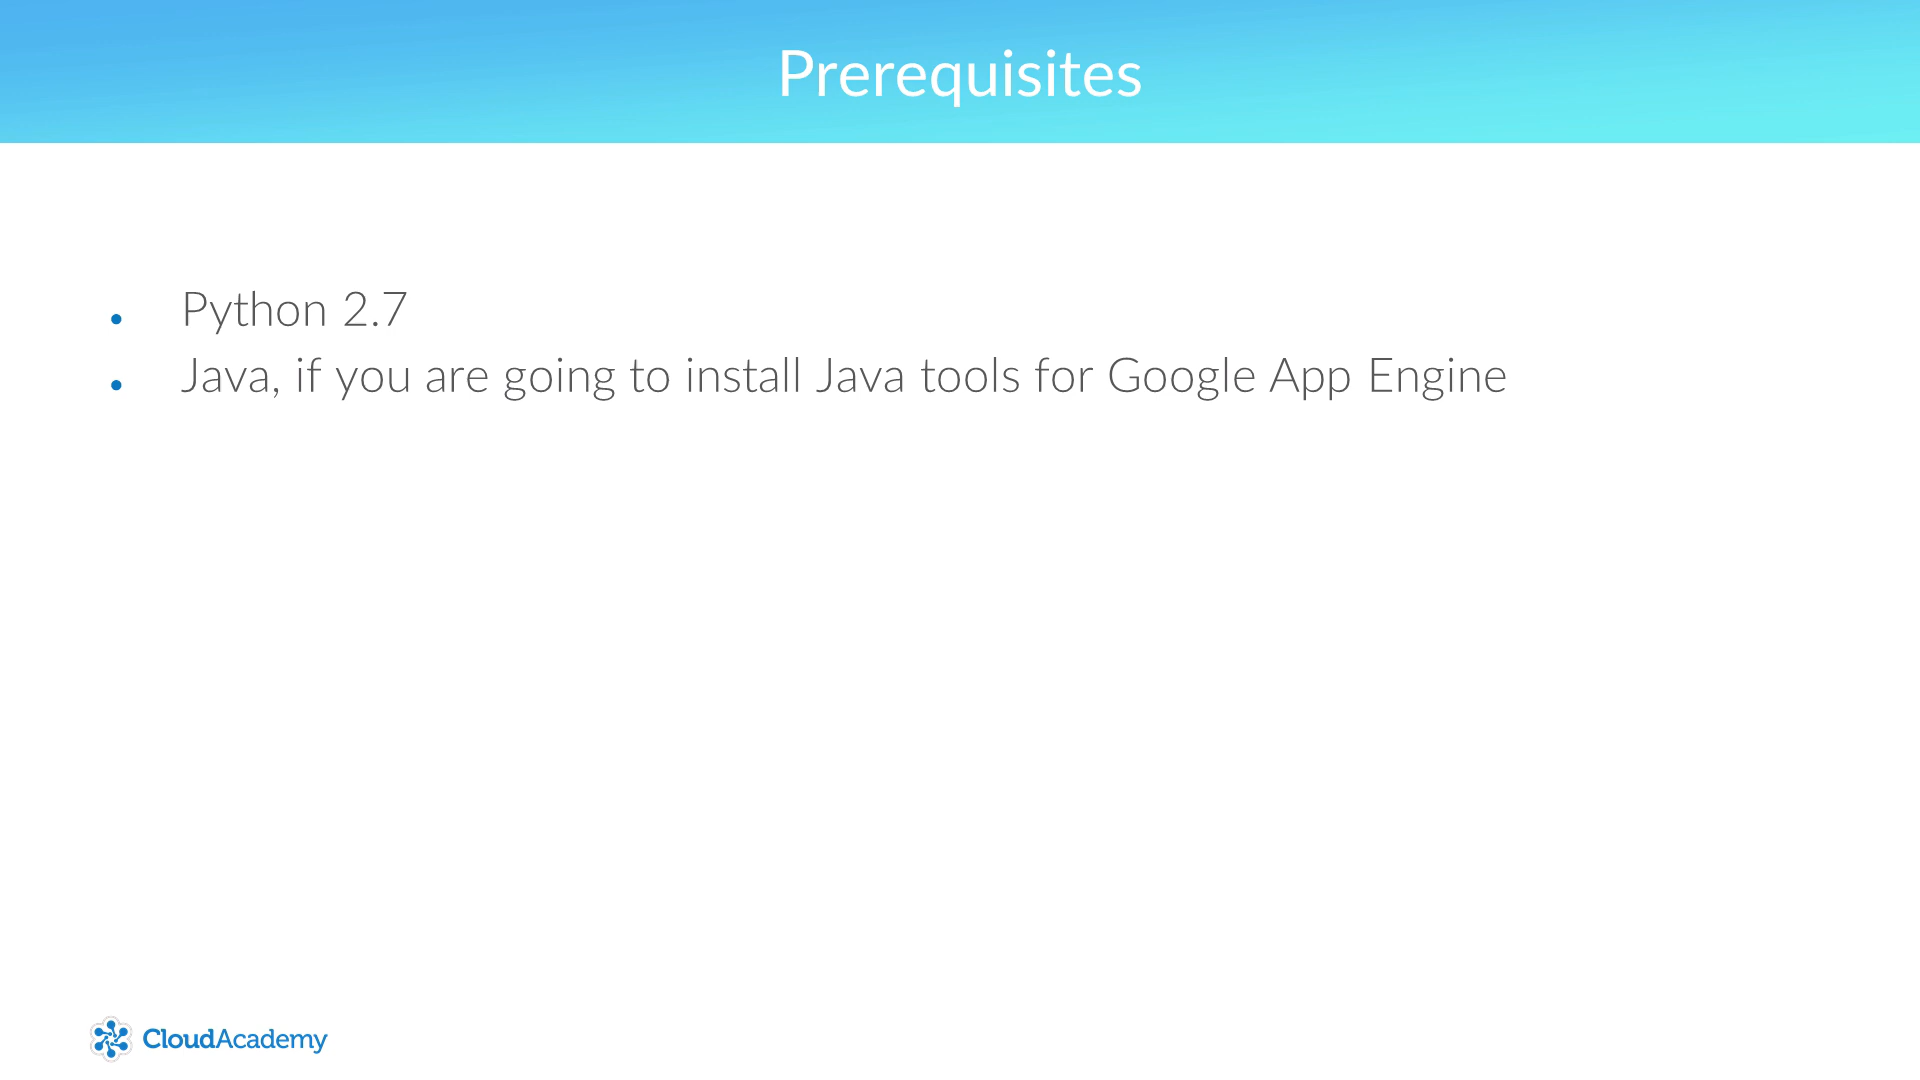 Prerequisites
• Python 2.7
• Java, if you are going to install Java tools for Google App Engine
CloudAcademy